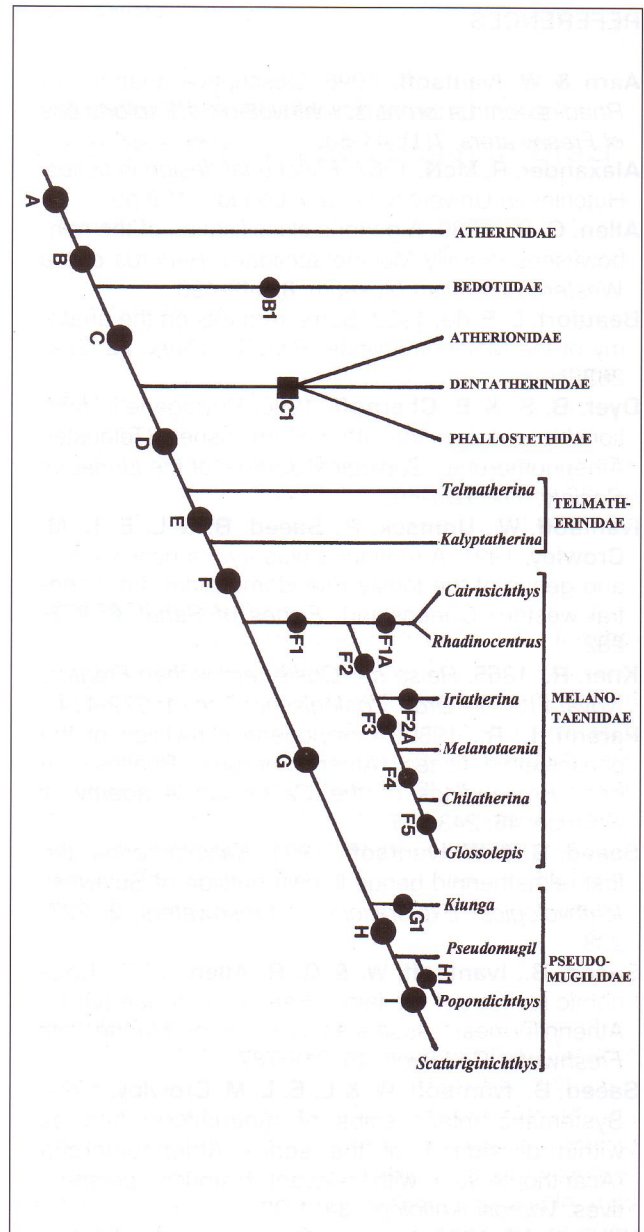 A
ATHERINIDAE
B
B1
BEDOTIIDAE
C
ATHERIONIDAE
C1
DENTATHERINIDAE
PHALLOSTETHIDAE
D
Telmatherina
TELMATH-
ERINIDAE
E
Kalyptatherina
F
Cairnsichthys
F1
F1A
Rhadinocentrus
F2
Iriatherina
F2A
MELANO-
TAENIIDAE
F3
Melanotaenia
G
F4
Chilatherina
F5
Glossolepis
Kiunga
G1
H
Pseudomugil
PSEUDO-
MUGILIDAE
H1
Popondichthys
I
Scaturiginichthys